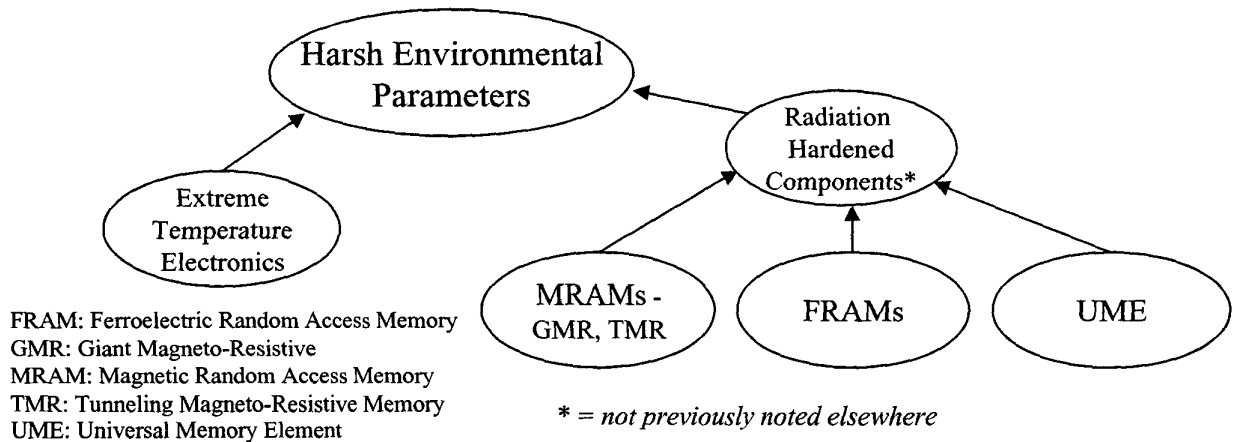 Harsh Environmental
Parameters
Radiation
Hardened
Components*
Extreme
Temperature
Electronics
MRAMs -
GMR, TMR
FRAMs
UME
FRAM: Ferroelectric Random Access Memory
GMR: Giant Magneto-Resistive
MRAM: Magnetic Random Access Memory
TMR: Tunneling Magneto-Resistive Memory
UME: Universal Memory Element
* = not previously noted elsewhere